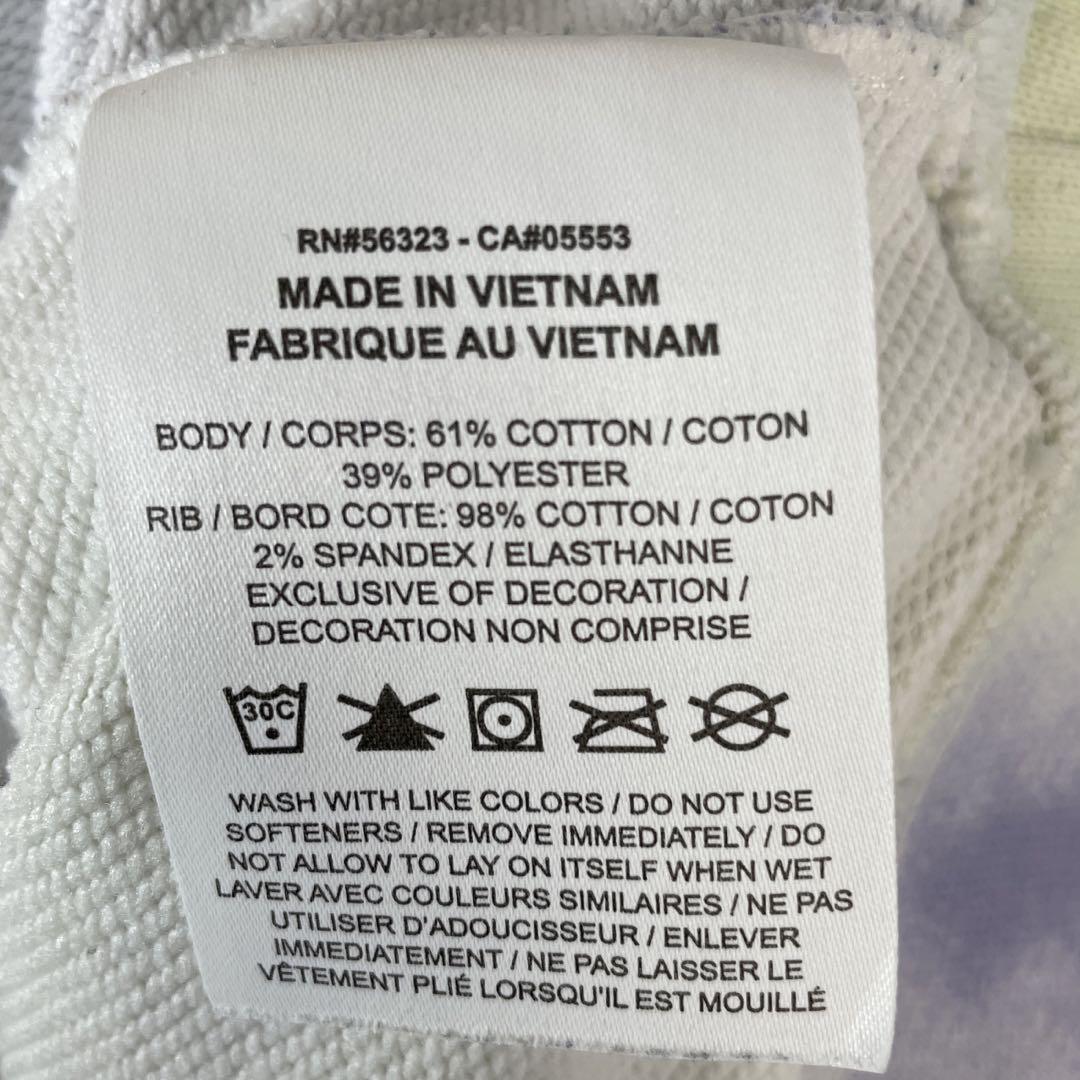 RN#56323 - CA#05553
MADE IN VIETNAM
FABRIQUE AU VIETNAM
BODY / CORPS: 61% COTTON / COTON
39% POLYESTER
RIB / BORD COTE: 98% COTTON / COTON
2% SPANDEX / ELASTHANNE
EXCLUSIVE OF DECORATION /
DECORATION NON COMPRISE
30C
WASH WITH LIKE COLORS / DO NOT USE
SOFTENERS / REMOVE IMMEDIATELY / DO
NOT ALLOW TO LAY ON ITSELF WHEN WET
LAVER AVEC COULEURS SIMILAIRES / NE PAS
UTILISER D'ADOUCISSEUR / ENLEVER
IMMEDIATEMENT / NE PAS LAISSER LE
VÊTEMENT PLIÉ LORSQU'IL EST MOUILLÉ